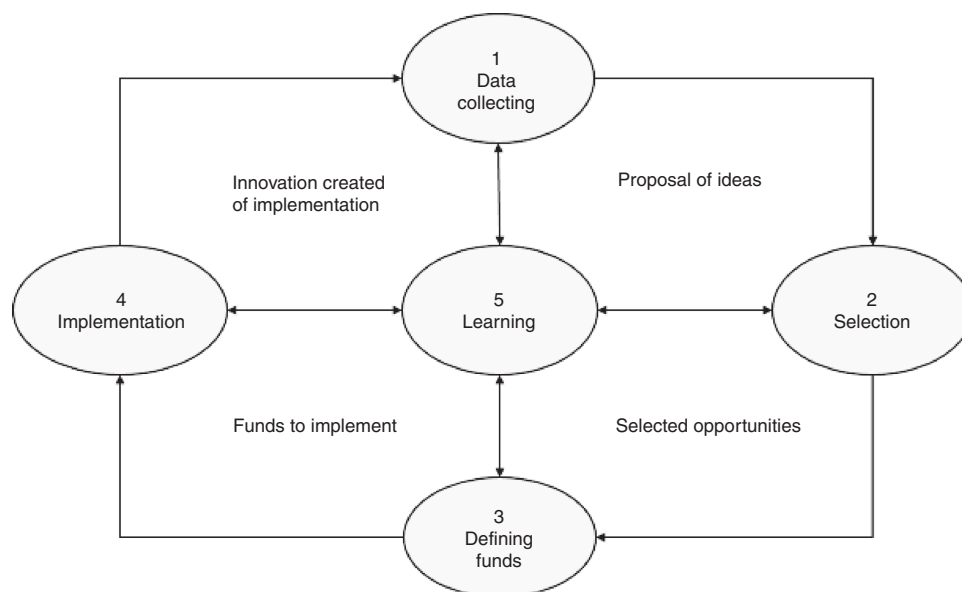 1
Data
collecting
Innovation created
of implementation
Proposal of ideas
4
Implementation
5
Learning
2
Selection
Funds to implement
Selected opportunities
3
Defining
funds